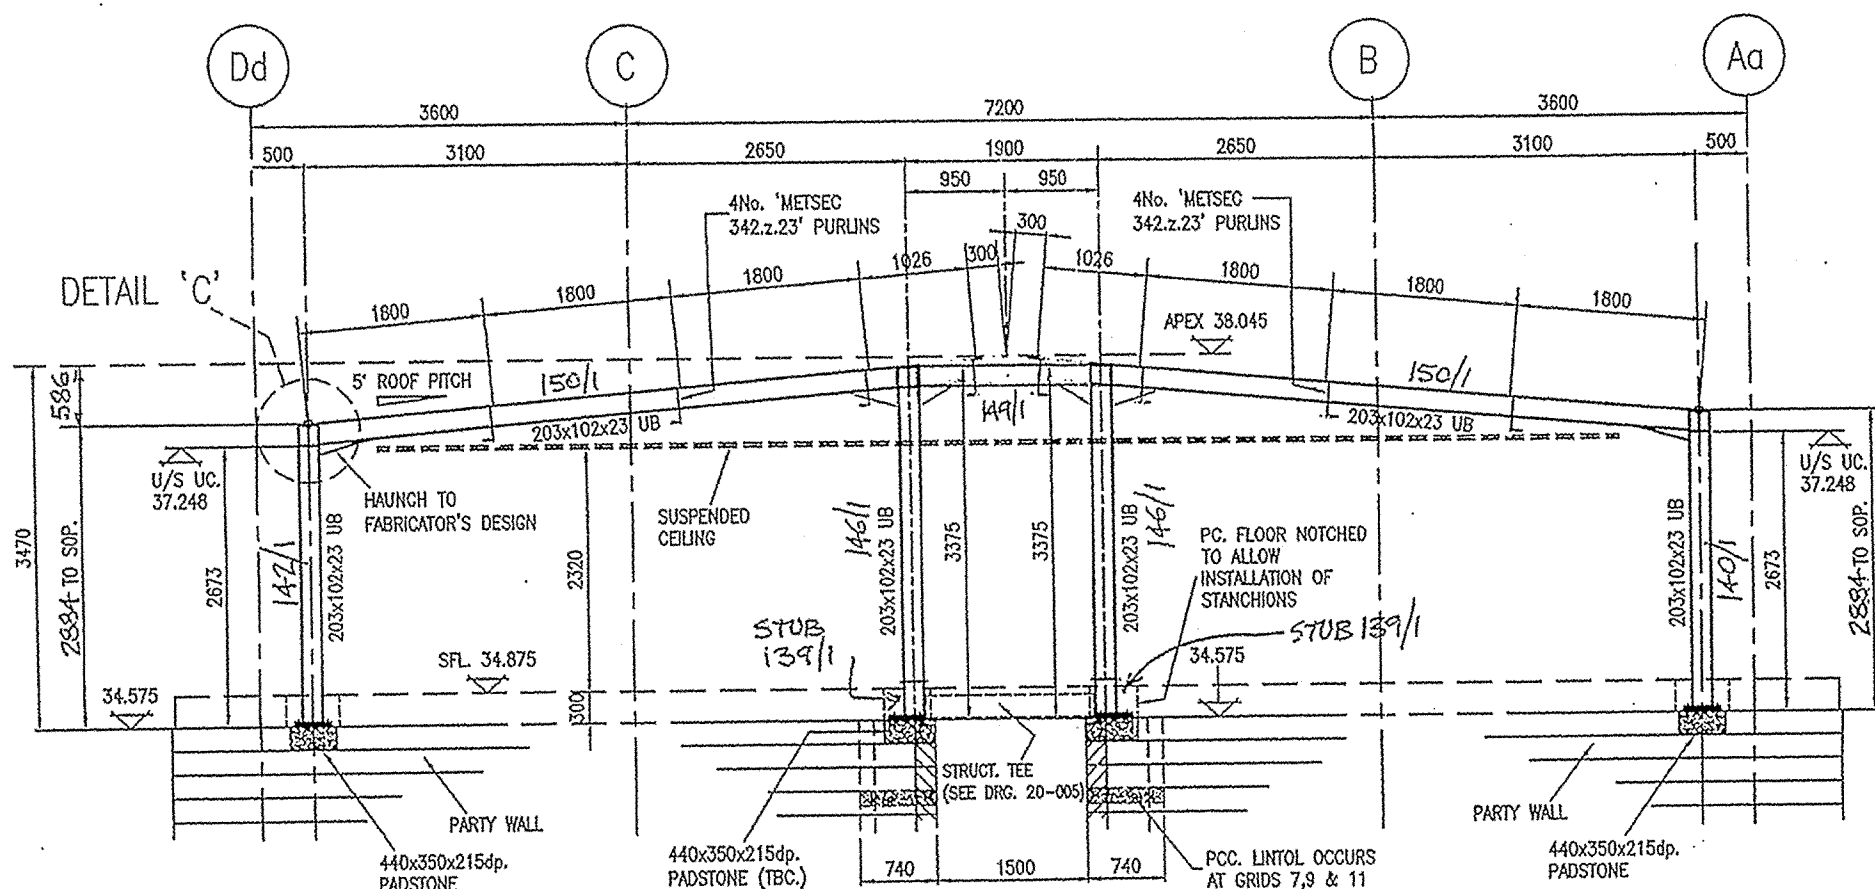 Dd
C
B
Aa
3600
7200
3600
500
3100
2650
1900
2650
3100
500
950
950
4No. 'METSEC
342.z.23' PURLINS
4No. 'METSEC
342.z.23' PURLINS
300
1026
300
1026
1800
1800
1800
1800
1800
1800
DETAIL 'C'
APEX 38.045
586
5' ROOF PITCH
150/1
150/1
149/1
203x102x23 UB
203x102x23 UB
U/S UC.
37.248
U/S UC.
37.248
HAUNCH TO
FABRICATOR'S DESIGN
SUSPENDED
CEILING
3470
2884 TO SOP.
2673
142/1
203x102x23 UB
2320
146/1
203x102x23 UB
3375
3375
203x102x23 UB
146/1
PC. FLOOR NOTCHED
TO ALLOW
INSTALLATION OF
STANCHIONS
203x102x23 UB
140/1
2673
2884 TO SOP.
STUB
139/1
STUB 139/1
SFL. 34.875
34.575
34.575
300
STRUCT. TEE
(SEE DRG. 20-005)
PARTY WALL
PARTY WALL
440x350x215dp.
PADSTONE
440x350x215dp.
PADSTONE (TBC.)
740
1500
740
PCC. LINTOL OCCURS
AT GRIDS 7,9 & 11
440x350x215dp.
PADSTONE